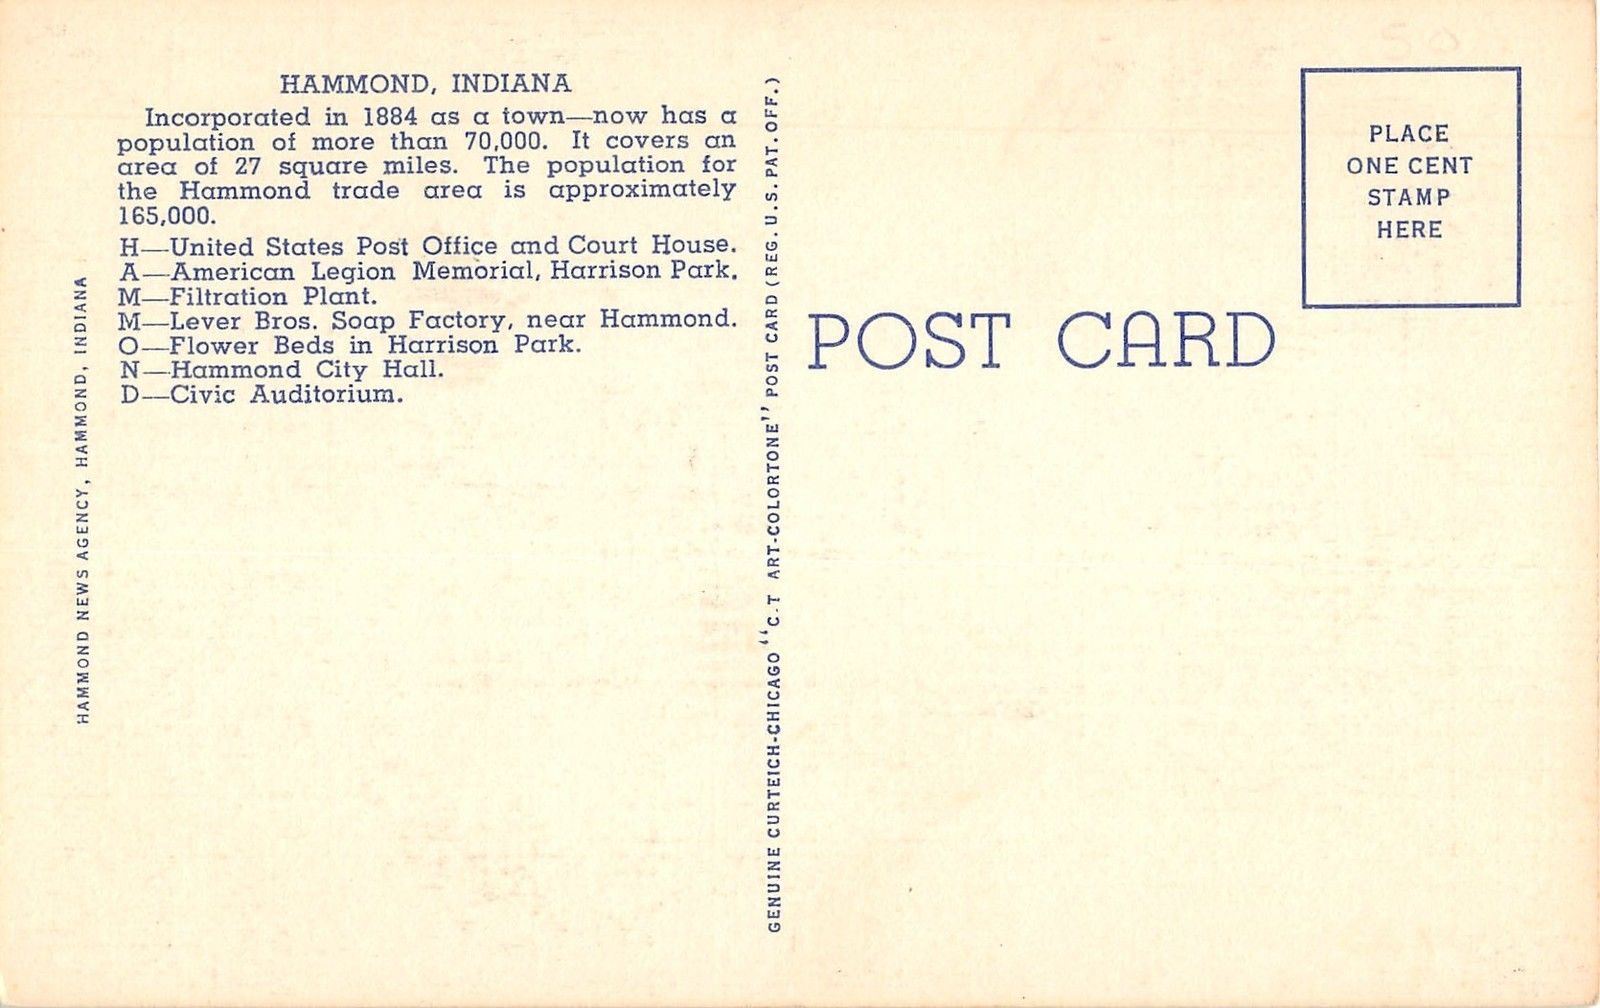 HAMMOND, INDIANA
Incorporated in 1884 as a town—now has a
population of more than 70,000. It covers an
area of 27 square miles. The population for
the Hammond trade area is approximately
165,000.
H—United States Post Office and Court House.
A—American Legion Memorial, Harrison Park.
M—Filtration Plant.
M—Lever Bros. Soap Factory, near Hammond.
O—Flower Beds in Harrison Park.
N—Hammond City Hall.
D—Civic Auditorium.
HAMMOND NEWS AGENCY, HAMMOND, INDIANA
GENUINE CURTEICH-CHICAGO "C.T ART-COLORTONE" POST CARD (REG. U.S. PAT. OFF.)
POST CARD
50
PLACE
ONE CENT
STAMP
HERE